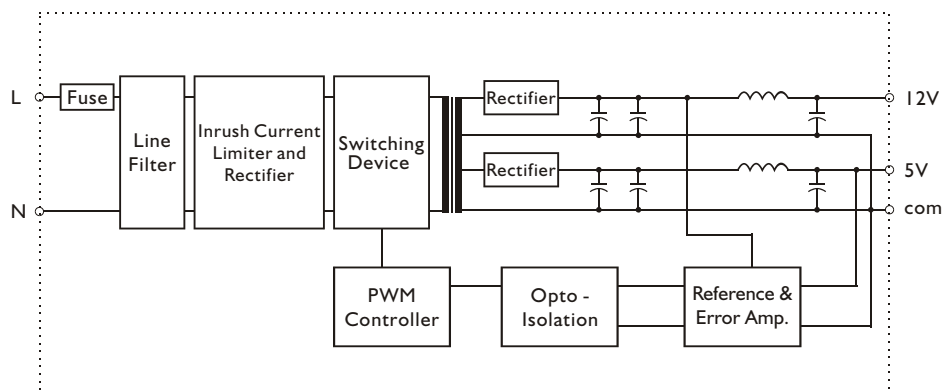 L
Fuse
Line
Filter
Inrush Current
Limiter and
Rectifier
Switching
Device
Rectifier
12V
Rectifier
5V
N
com
PWM
Controller
Opto -
Isolation
Reference &
Error Amp.